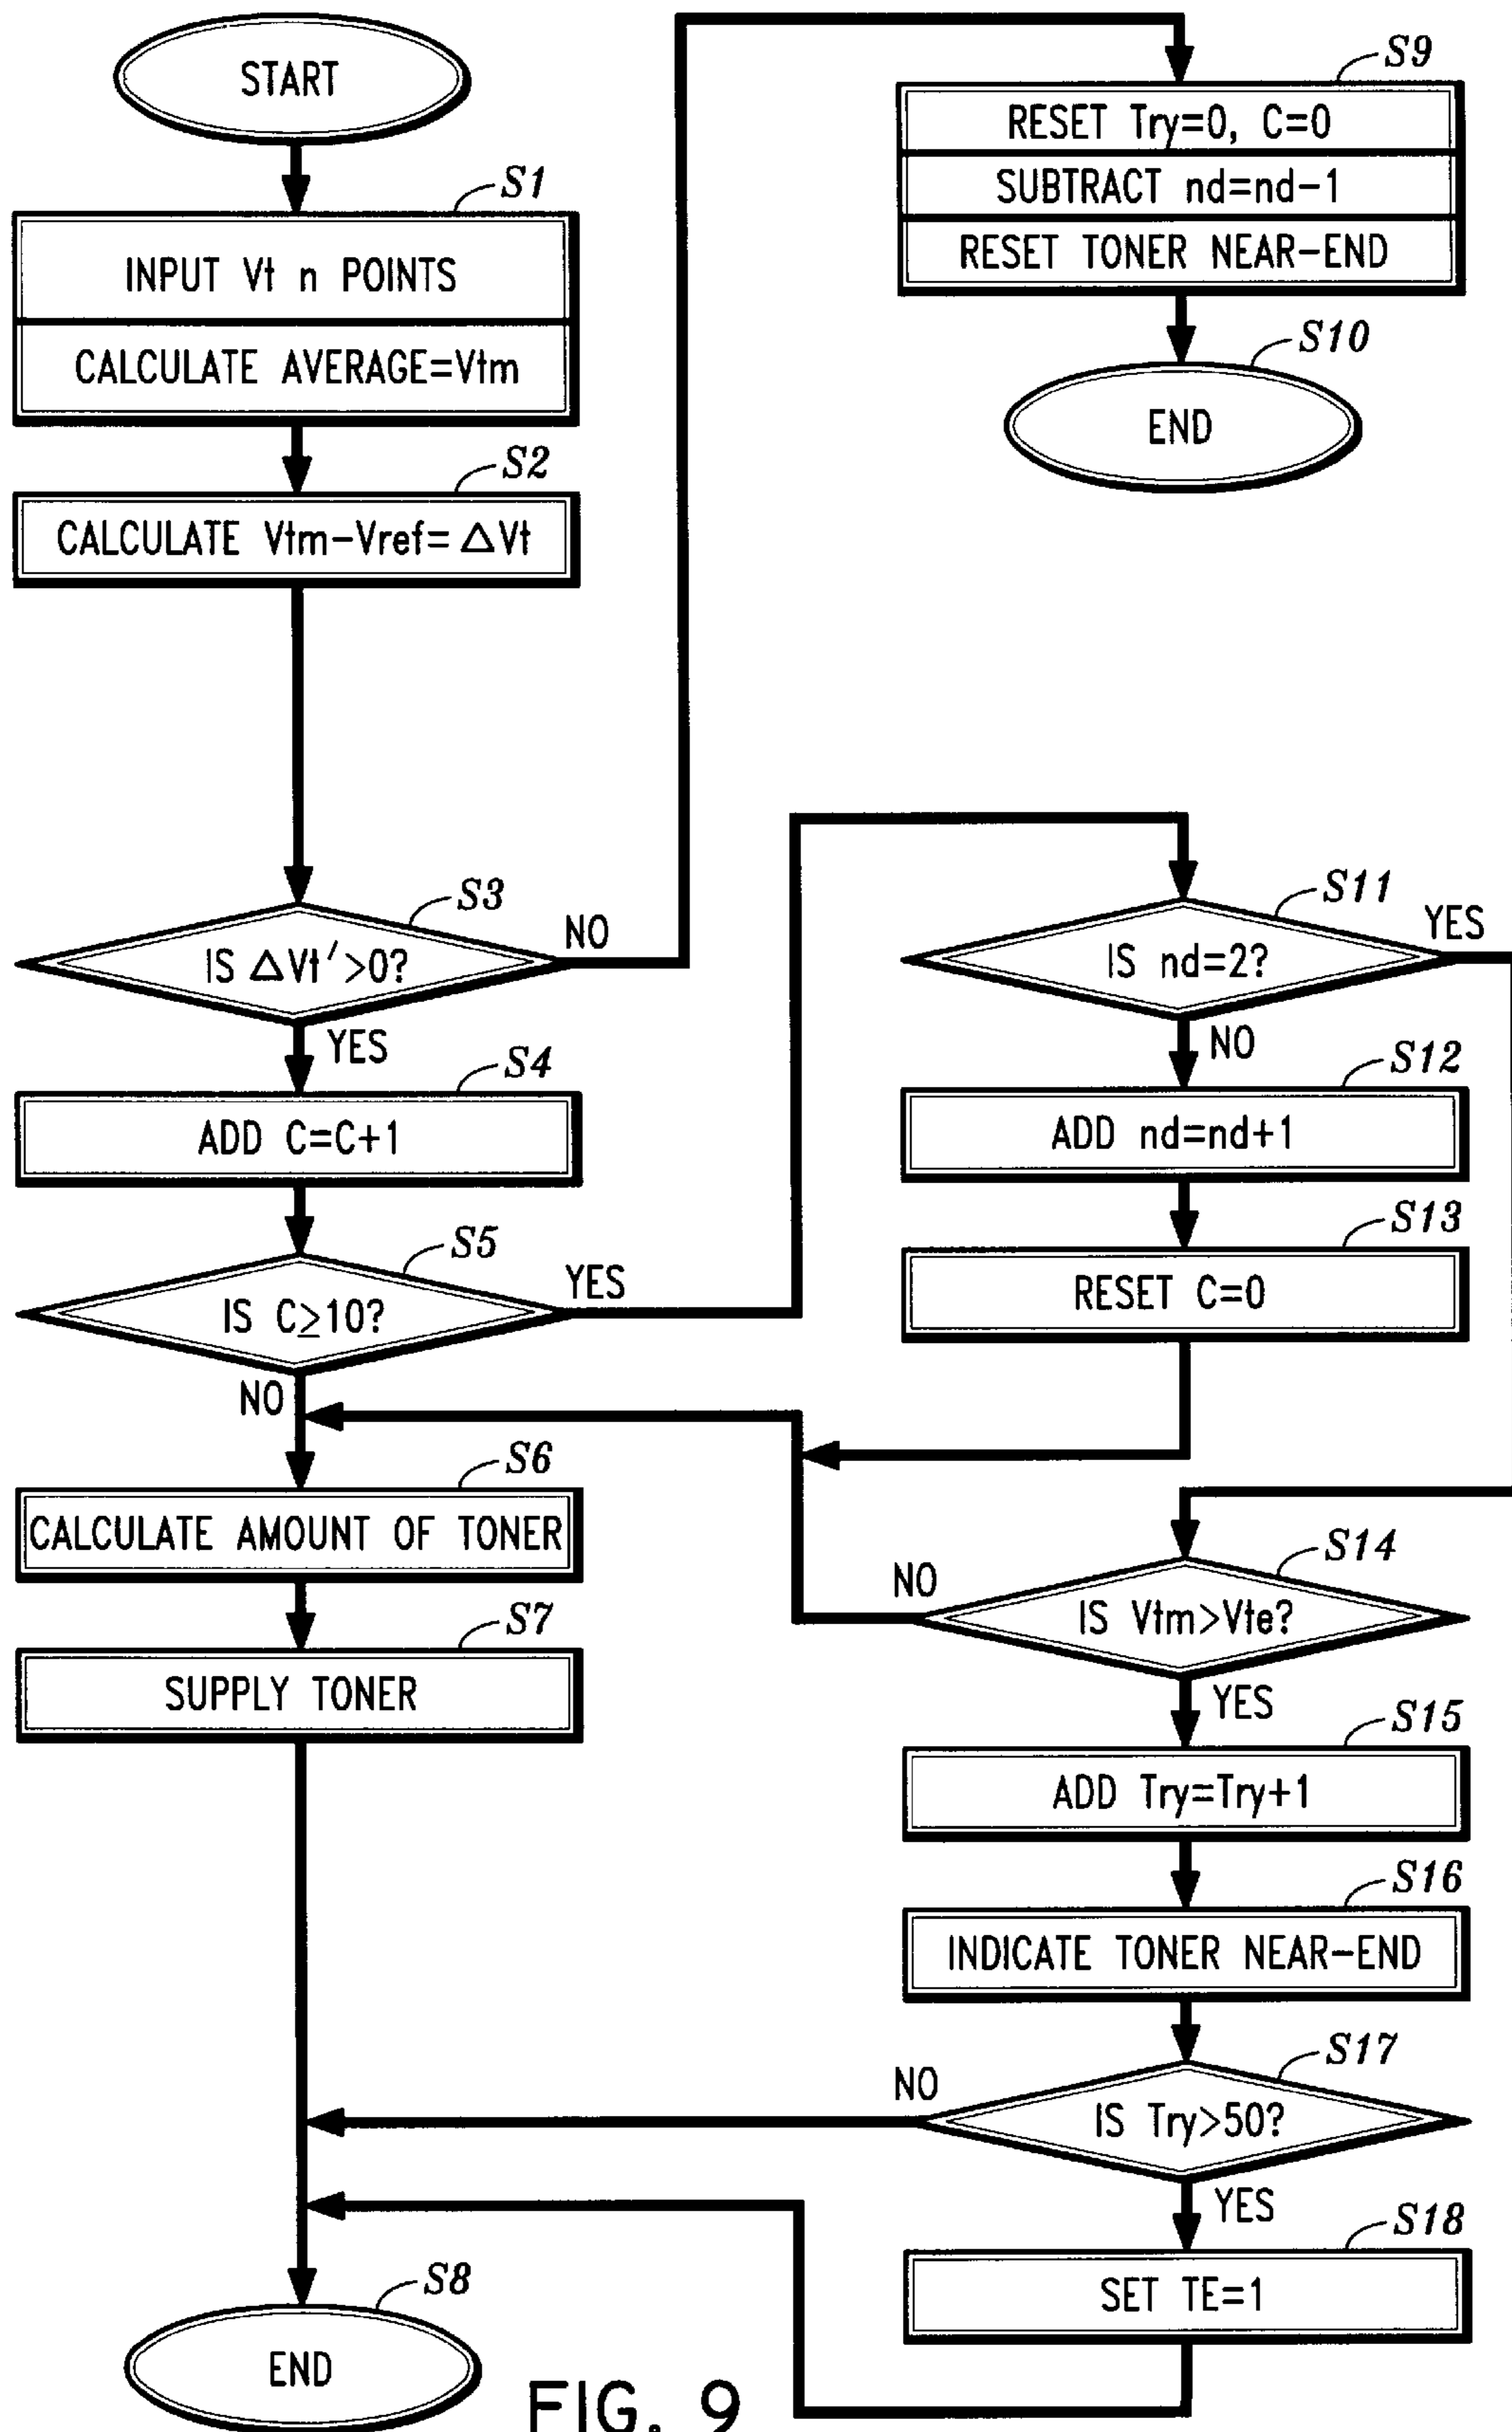 START
S1
INPUT Vt n POINTS
CALCULATE AVERAGE=Vtm
S2
CALCULATE Vtm-Vref= △Vt
S3
IS △Vt′>0?
NO
YES
S4
ADD C=C+1
S5
IS C≥10?
YES
NO
S6
CALCULATE AMOUNT OF TONER
S7
SUPPLY TONER
S8
END
S9
RESET Try=0, C=0
SUBTRACT nd=nd-1
RESET TONER NEAR-END
S10
END
S11
IS nd=2?
YES
NO
S12
ADD nd=nd+1
S13
RESET C=0
S14
IS Vtm>Vte?
NO
YES
S15
ADD Try=Try+1
S16
INDICATE TONER NEAR-END
S17
IS Try>50?
NO
YES
S18
SET TE=1
FIG. 9